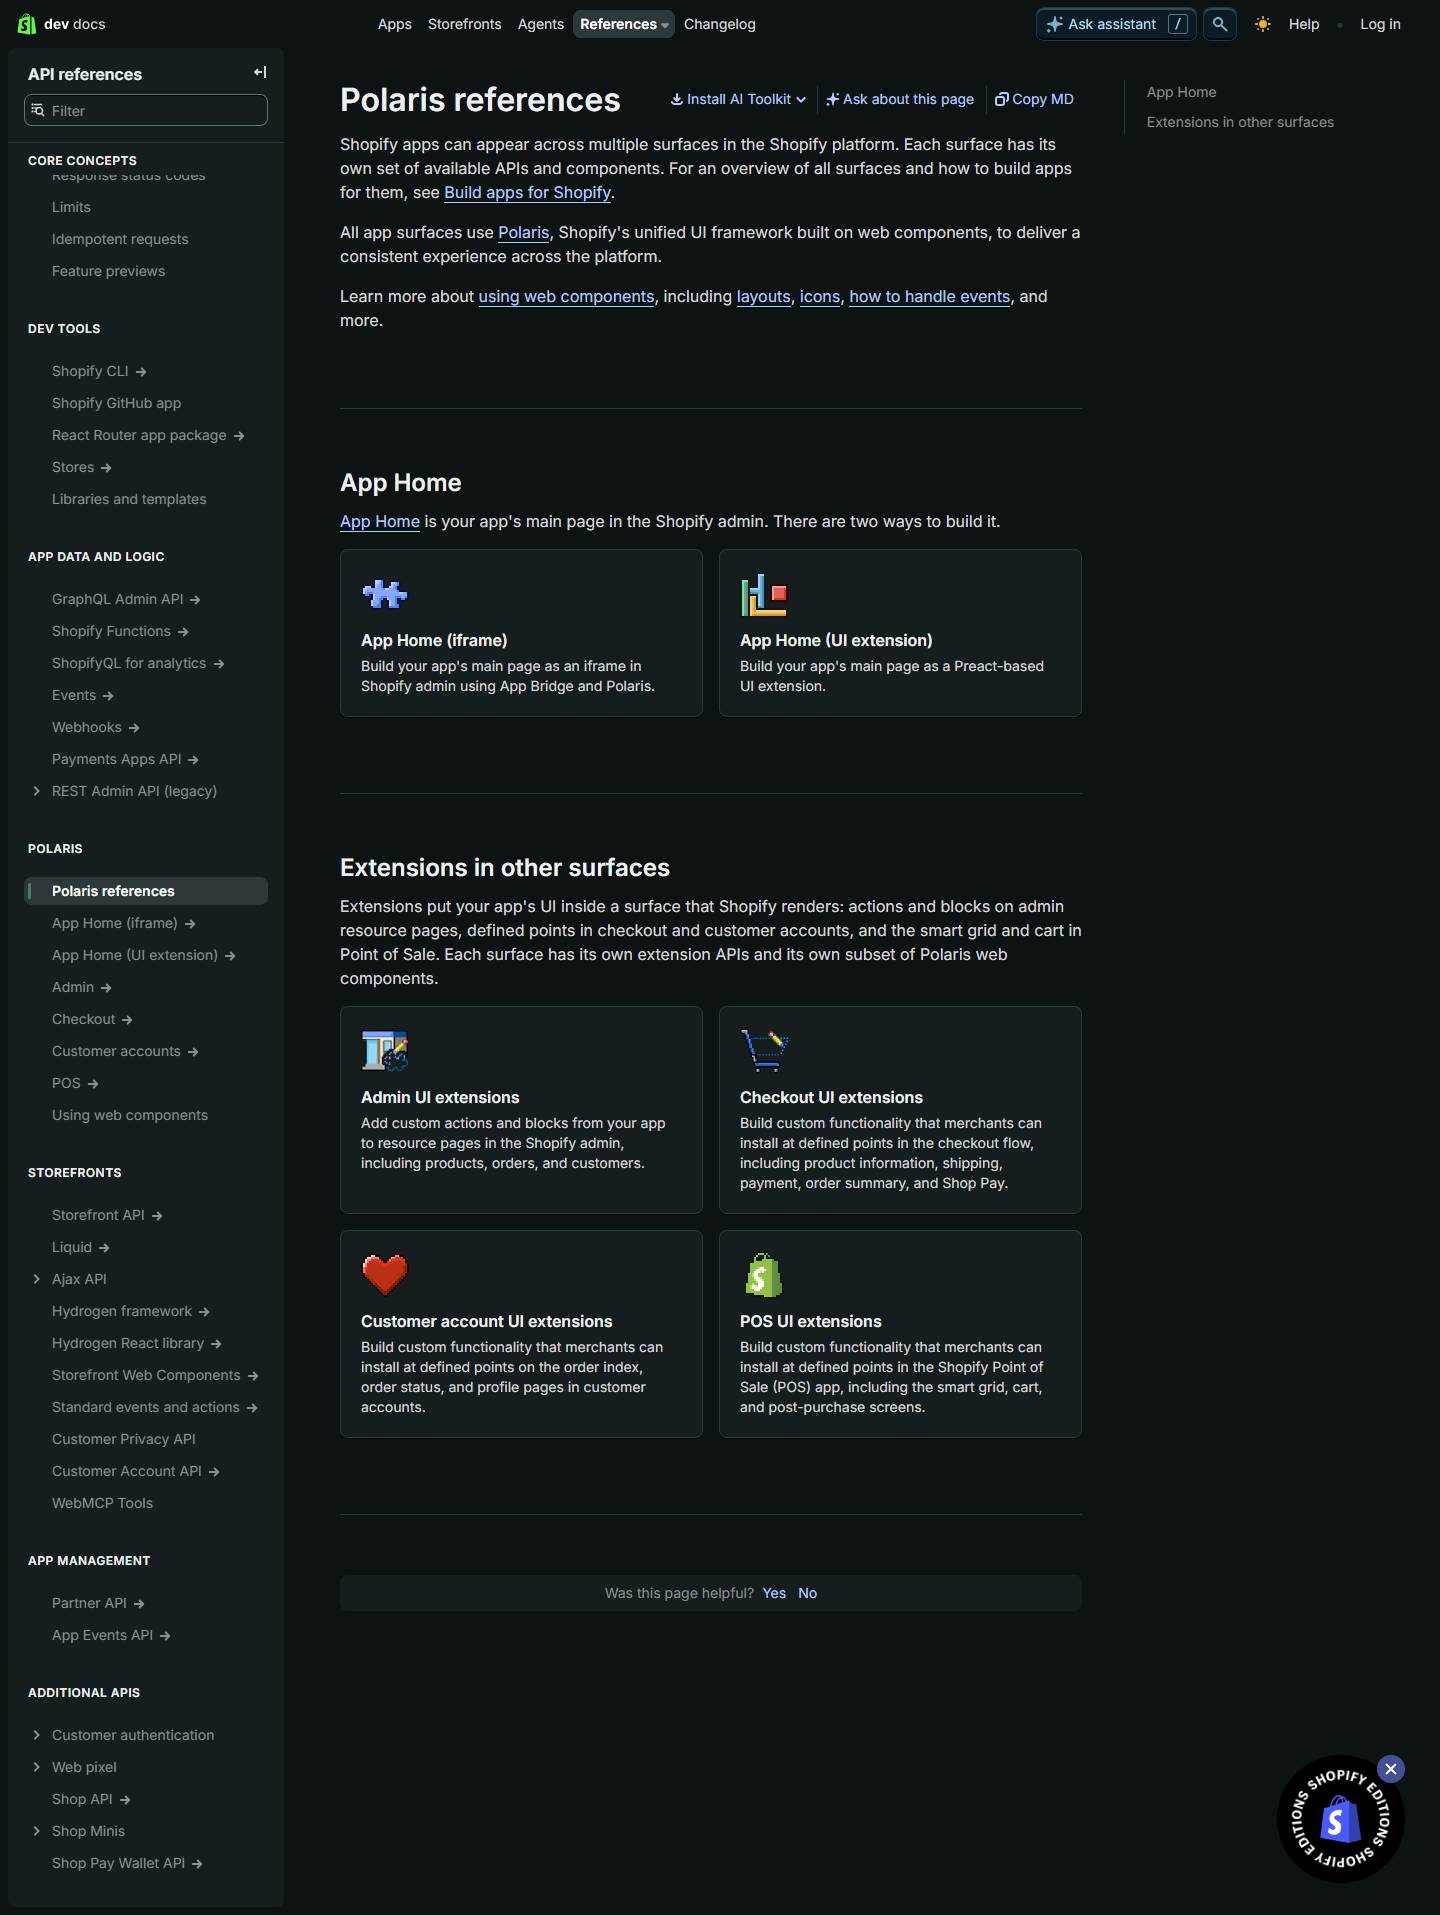 dev docs
Apps
Storefronts
Agents
References
Changelog
Ask assistant /
Help
Log in
API references
Filter
CORE CONCEPTS
Response status codes
Limits
Idempotent requests
Feature previews
DEV TOOLS
Shopify CLI →
Shopify GitHub app
React Router app package →
Stores →
Libraries and templates
APP DATA AND LOGIC
GraphQL Admin API →
Shopify Functions →
ShopifyQL for analytics →
Events →
Webhooks →
Payments Apps API →
REST Admin API (legacy)
POLARIS
Polaris references
App Home (iframe) →
App Home (UI extension) →
Admin →
Checkout →
Customer accounts →
POS →
Using web components
STOREFRONTS
Storefront API →
Liquid →
Ajax API
Hydrogen framework →
Hydrogen React library →
Storefront Web Components →
Standard events and actions →
Customer Privacy API
Customer Account API →
WebMCP Tools
APP MANAGEMENT
Partner API →
App Events API →
ADDITIONAL APIS
Customer authentication
Web pixel
Shop API →
Shop Minis
Shop Pay Wallet API →
Polaris references
Install AI Toolkit
Ask about this page
Copy MD
Shopify apps can appear across multiple surfaces in the Shopify platform. Each surface has its
own set of available APIs and components. For an overview of all surfaces and how to build apps
for them, see Build apps for Shopify.
All app surfaces use Polaris, Shopify's unified UI framework built on web components, to deliver a
consistent experience across the platform.
Learn more about using web components, including layouts, icons, how to handle events, and
more.
App Home
App Home is your app's main page in the Shopify admin. There are two ways to build it.
App Home (iframe)
Build your app's main page as an iframe in
Shopify admin using App Bridge and Polaris.
App Home (UI extension)
Build your app's main page as a Preact-based
UI extension.
Extensions in other surfaces
Extensions put your app's UI inside a surface that Shopify renders: actions and blocks on admin
resource pages, defined points in checkout and customer accounts, and the smart grid and cart in
Point of Sale. Each surface has its own extension APIs and its own subset of Polaris web
components.
Admin UI extensions
Add custom actions and blocks from your app
to resource pages in the Shopify admin,
including products, orders, and customers.
Checkout UI extensions
Build custom functionality that merchants can
install at defined points in the checkout flow,
including product information, shipping,
payment, order summary, and Shop Pay.
Customer account UI extensions
Build custom functionality that merchants can
install at defined points on the order index,
order status, and profile pages in customer
accounts.
POS UI extensions
Build custom functionality that merchants can
install at defined points in the Shopify Point of
Sale (POS) app, including the smart grid, cart,
and post-purchase screens.
Was this page helpful? Yes No
App Home
Extensions in other surfaces
SHOPIFY EDITIONS SHOPIFY EDITIONS